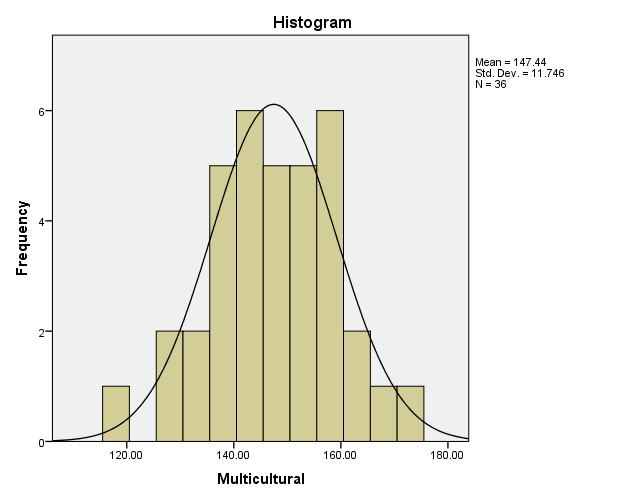 Histogram
Mean = 147.44
Std. Dev. = 11.746
N = 36
Frequency
6
4
2
0
120.00 140.00 160.00 180.00
Multicultural